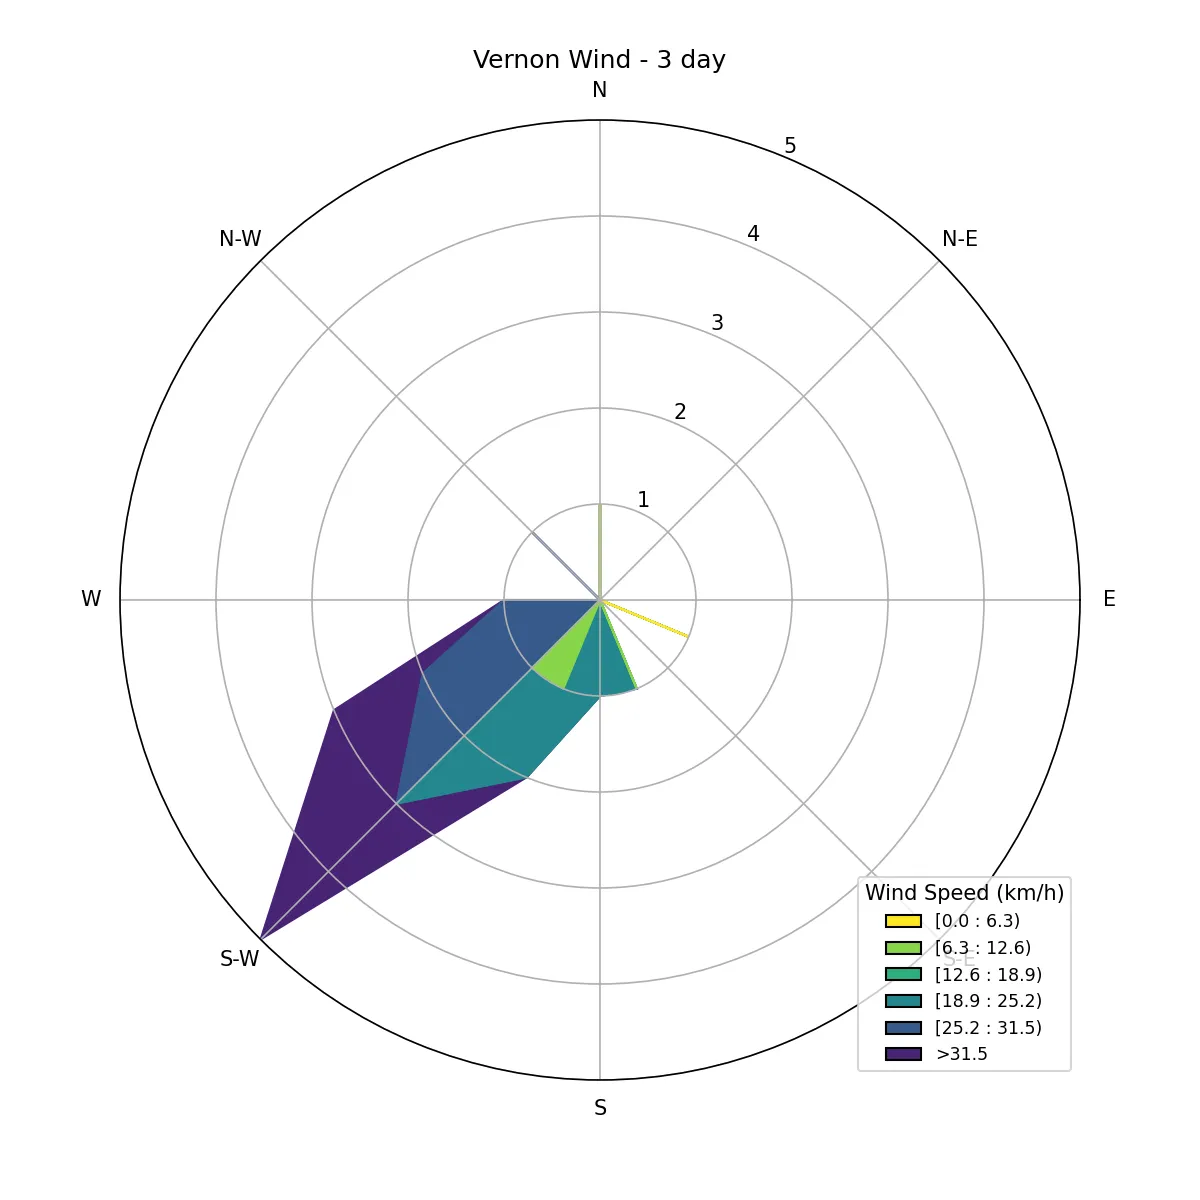 Vernon Wind - 3 day
N
5
N-W
4
N-E
3
2
1
W
E
Wind Speed (km/h)
[0.0 : 6.3)
[6.3 : 12.6)
S-W
S-E
[12.6 : 18.9)
[18.9 : 25.2)
[25.2 : 31.5)
>31.5
S